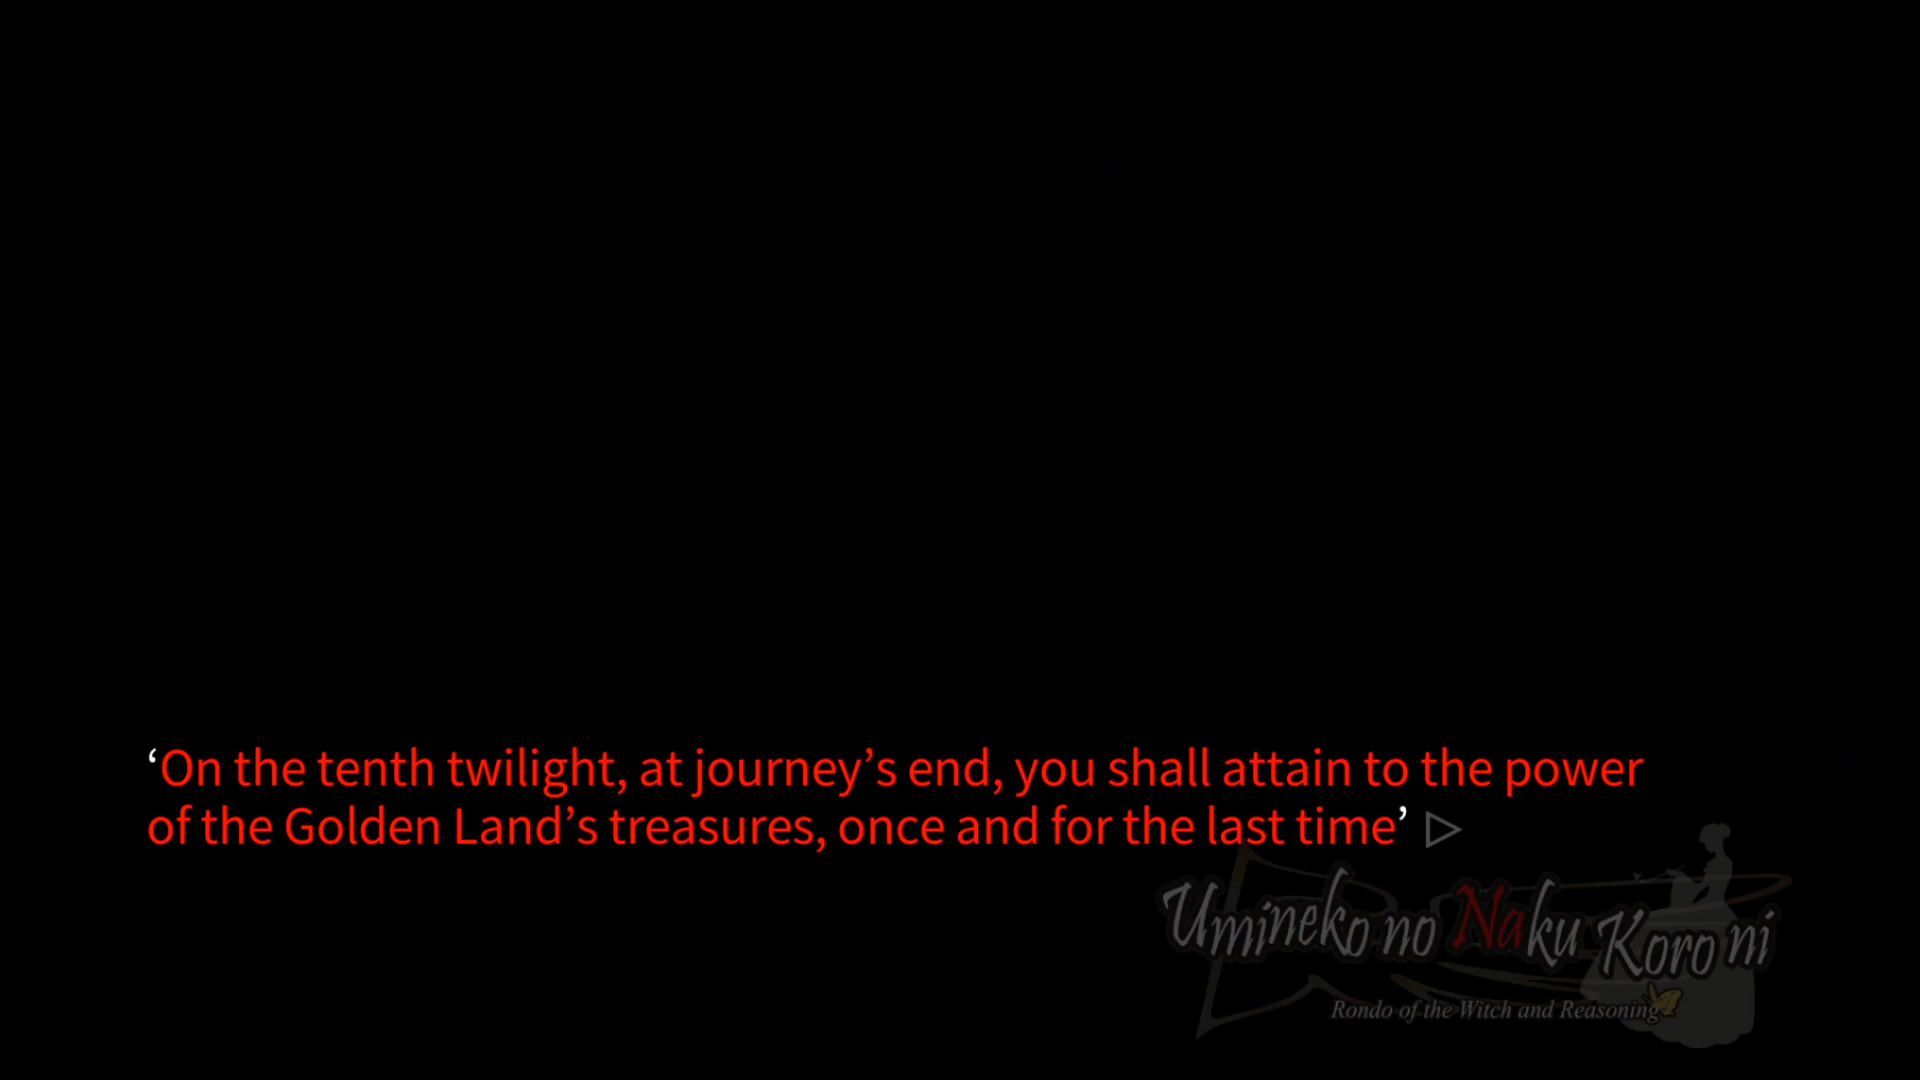 ‘On the tenth twilight, at journey’s end, you shall attain to the power
of the Golden Land’s treasures, once and for the last time’
Umineko no Naku Koro ni
Rondo of the Witch and Reasoning